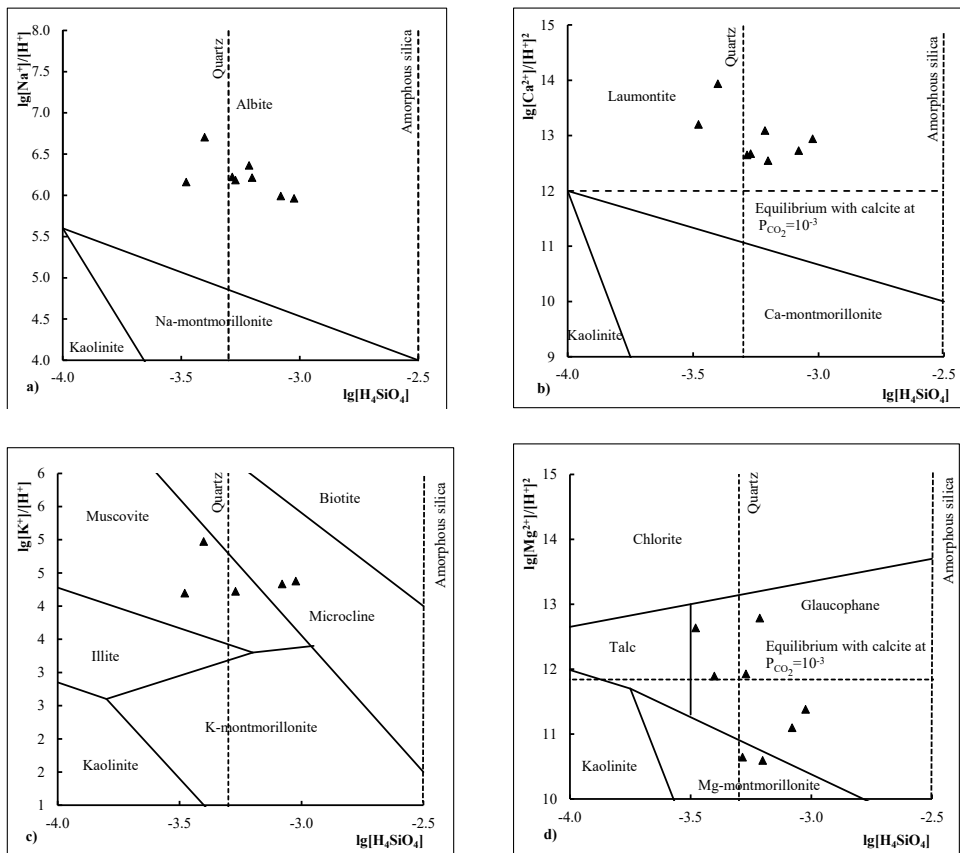 lg[Na⁺]/[H⁺]
8.0
7.5
7.0
6.5
6.0
5.5
5.0
4.5
4.0
Quartz
Amorphous silica
Albite
Na-montmorillonite
Kaolinite
-4.0
-3.5
-3.0
-2.5
a)
lg[H₄SiO₄]
lg[Ca²⁺]/[H⁺]²
15
14
13
12
11
10
9
Quartz
Amorphous silica
Laumontite
Equilibrium with calcite at
P_CO₂=10⁻³
Ca-montmorillonite
Kaolinite
-4.0
-3.5
-3.0
-2.5
b)
lg[H₄SiO₄]
lg[K⁺]/[H⁺]
6
6
5
5
4
4
3
3
2
2
1
Quartz
Amorphous silica
Muscovite
Biotite
Microcline
Illite
K-montmorillonite
Kaolinite
-4.0
-3.5
-3.0
-2.5
c)
lg[H₄SiO₄]
lg[Mg²⁺]/[H⁺]²
15
14
13
12
11
10
Quartz
Amorphous silica
Chlorite
Glaucophane
Talc
Equilibrium with calcite at
P_CO₂=10⁻³
Kaolinite
Mg-montmorillonite
-4.0
-3.5
-3.0
-2.5
d)
lg[H₄SiO₄]